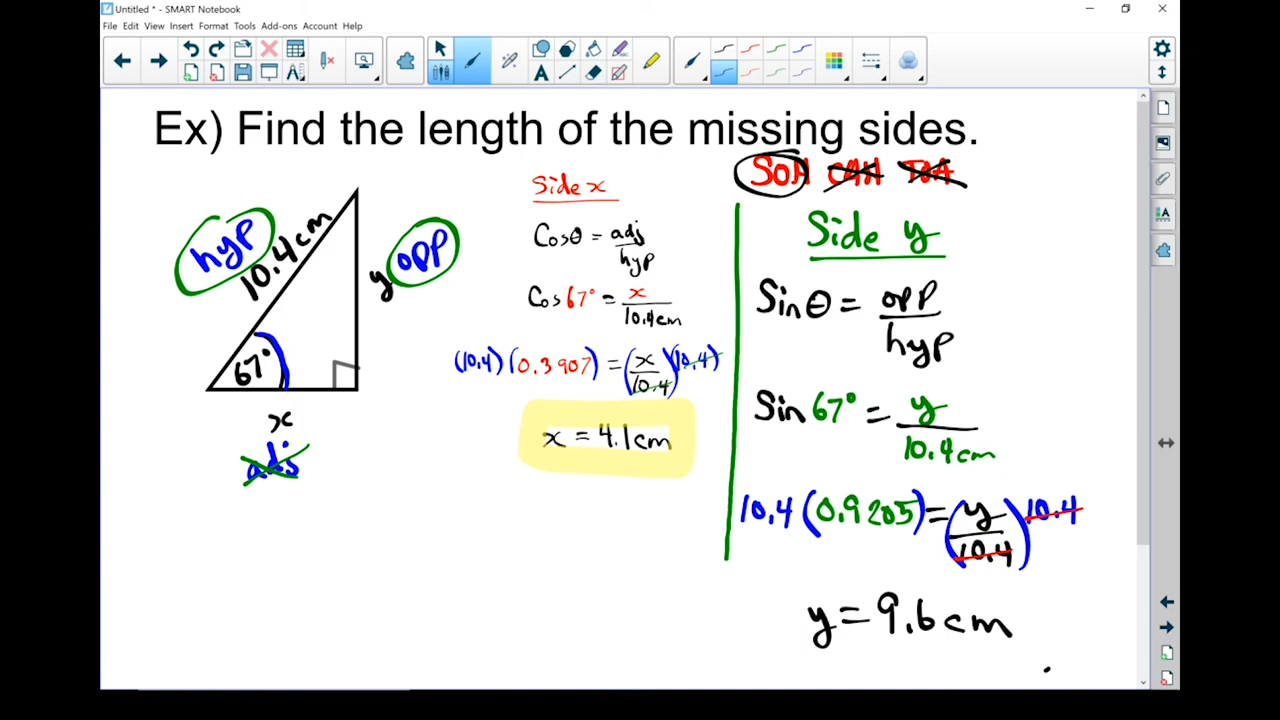 Untitled * - SMART Notebook
File Edit View Insert Format Tools Add-ons Account Help
Ex) Find the length of the missing sides.
SOH CAH TOA
hyp
10.4cm
y opp
67°
x
adj
Side x
Cosθ = adj/hyp
Cos 67° = x/10.4cm
(10.4)(0.3907) = (x/10.4)(10.4)
x = 4.1cm
Side y
Sinθ = opp/hyp
Sin 67° = y/10.4cm
10.4(0.9205) = (y/10.4)10.4
y = 9.6cm